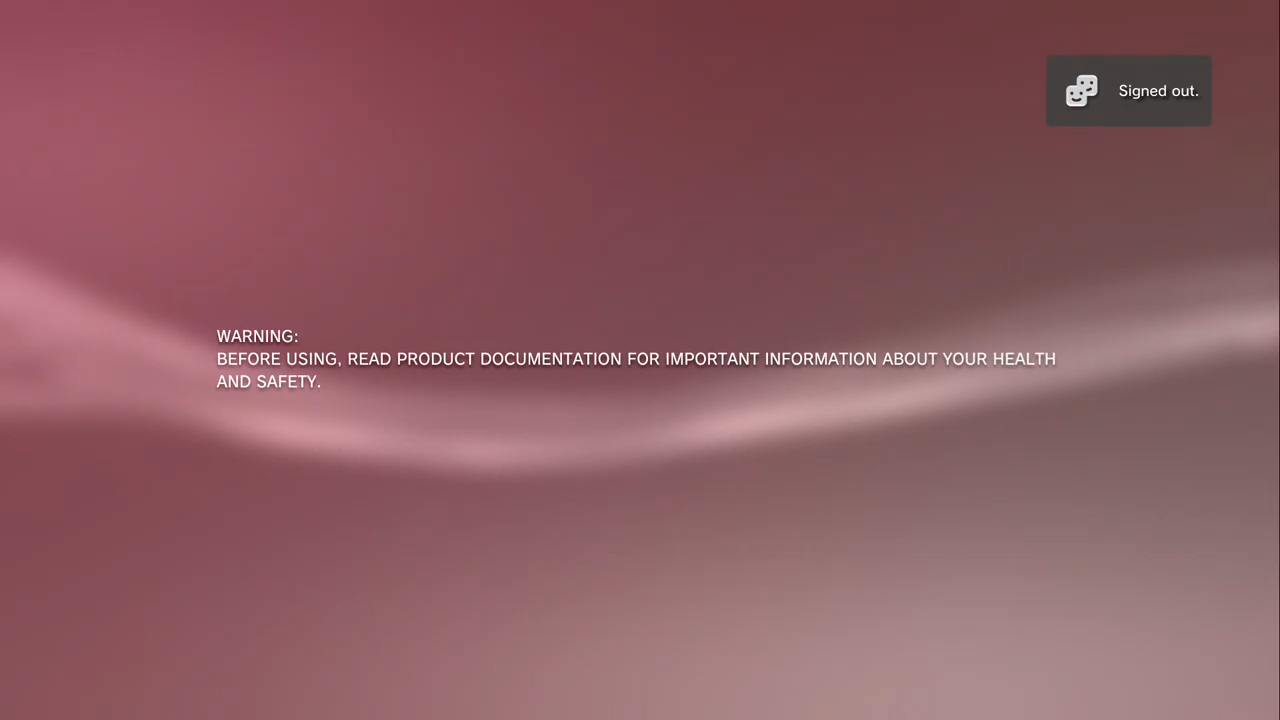 Signed out.
WARNING:
BEFORE USING, READ PRODUCT DOCUMENTATION FOR IMPORTANT INFORMATION ABOUT YOUR HEALTH
AND SAFETY.